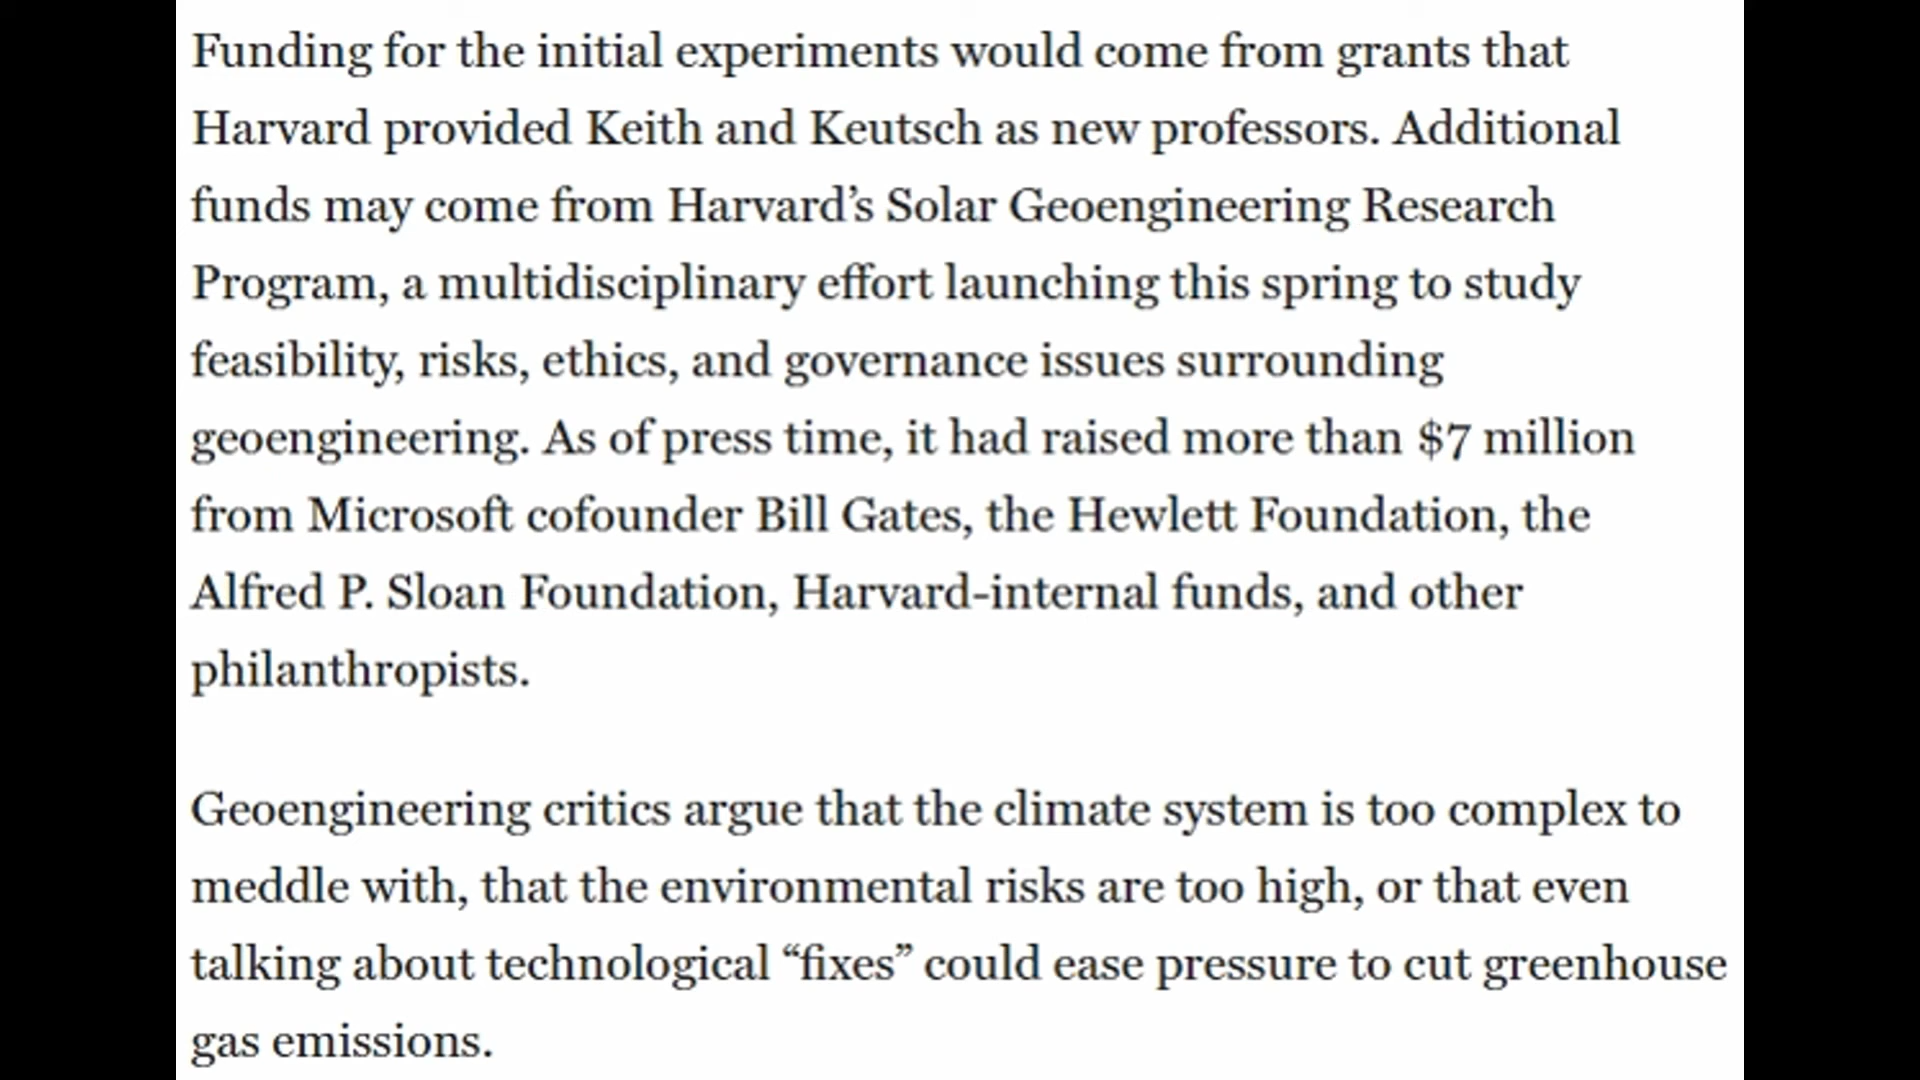 Funding for the initial experiments would come from grants that
Harvard provided Keith and Keutsch as new professors. Additional
funds may come from Harvard’s Solar Geoengineering Research
Program, a multidisciplinary effort launching this spring to study
feasibility, risks, ethics, and governance issues surrounding
geoengineering. As of press time, it had raised more than $7 million
from Microsoft cofounder Bill Gates, the Hewlett Foundation, the
Alfred P. Sloan Foundation, Harvard-internal funds, and other
philanthropists.
Geoengineering critics argue that the climate system is too complex to
meddle with, that the environmental risks are too high, or that even
talking about technological “fixes” could ease pressure to cut greenhouse
gas emissions.